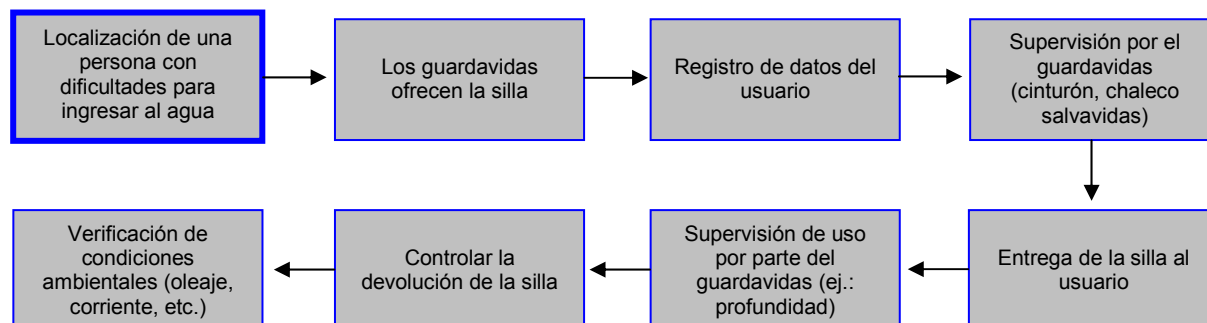 Localización de una
persona con
dificultades para
ingresar al agua
Los guardavidas
ofrecen la silla
Registro de datos del
usuario
Supervisión por el
guardavidas
(cinturón, chaleco
salvavidas)
Entrega de la silla al
usuario
Supervisión de uso
por parte del
guardavidas (ej.:
profundidad)
Controlar la
devolución de la silla
Verificación de
condiciones
ambientales (oleaje,
corriente, etc.)